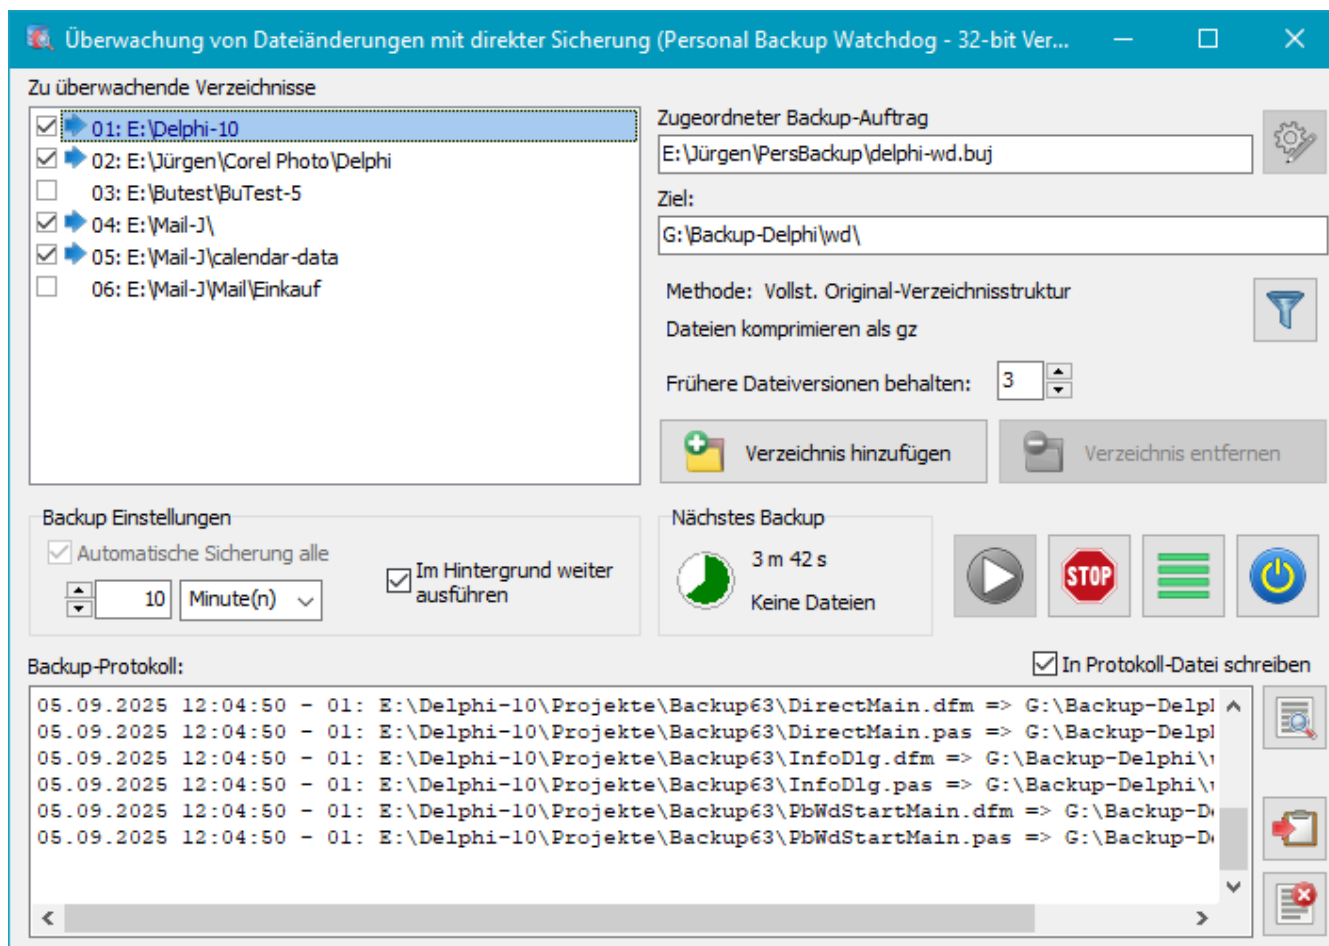 Überwachung von Dateiänderungen mit direkter Sicherung (Personal Backup Watchdog - 32-bit Ver...
Zu überwachende Verzeichnisse
01: E:\Delphi-10
02: E:\Jürgen\Corel Photo\Delphi
03: E:\Butest\BuTest-5
04: E:\Mail-J\
05: E:\Mail-J\calendar-data
06: E:\Mail-J\Mail\Einkauf
Zugeordneter Backup-Auftrag
E:\Jürgen\PersBackup\delphi-wd.buj
Ziel:
G:\Backup-Delphi\wd\
Methode: Vollst. Original-Verzeichnisstruktur
Dateien komprimieren als gz
Frühere Dateiversionen behalten: 3
Verzeichnis hinzufügen
Verzeichnis entfernen
Backup Einstellungen
Automatische Sicherung alle
10 Minute(n)
Im Hintergrund weiter
ausführen
Nächstes Backup
3 m 42 s
Keine Dateien
STOP
Backup-Protokoll:
In Protokoll-Datei schreiben
05.09.2025 12:04:50 - 01: E:\Delphi-10\Projekte\Backup63\DirectMain.dfm => G:\Backup-Delp
05.09.2025 12:04:50 - 01: E:\Delphi-10\Projekte\Backup63\DirectMain.pas => G:\Backup-Delp
05.09.2025 12:04:50 - 01: E:\Delphi-10\Projekte\Backup63\InfoDlg.dfm => G:\Backup-Delphi\
05.09.2025 12:04:50 - 01: E:\Delphi-10\Projekte\Backup63\InfoDlg.pas => G:\Backup-Delphi\
05.09.2025 12:04:50 - 01: E:\Delphi-10\Projekte\Backup63\PbWdStartMain.dfm => G:\Backup-D
05.09.2025 12:04:50 - 01: E:\Delphi-10\Projekte\Backup63\PbWdStartMain.pas => G:\Backup-D